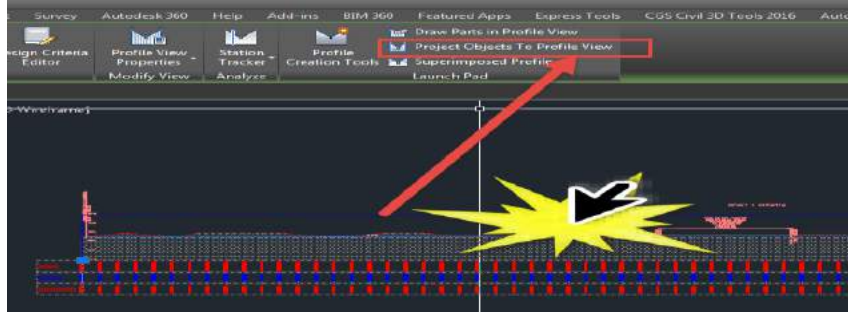 Survey Autodesk 360 Help Add-ins BIM 360 Featured Apps Express Tools CGS Civil 3D Tools 2016
Draw Parts in Profile View
Design Criteria Profile View Station Profile Project Objects To Profile View
Editor Properties Tracker Creation Tools Superimposed Profile
Modify View Analyze Launch Pad
Wireframe]